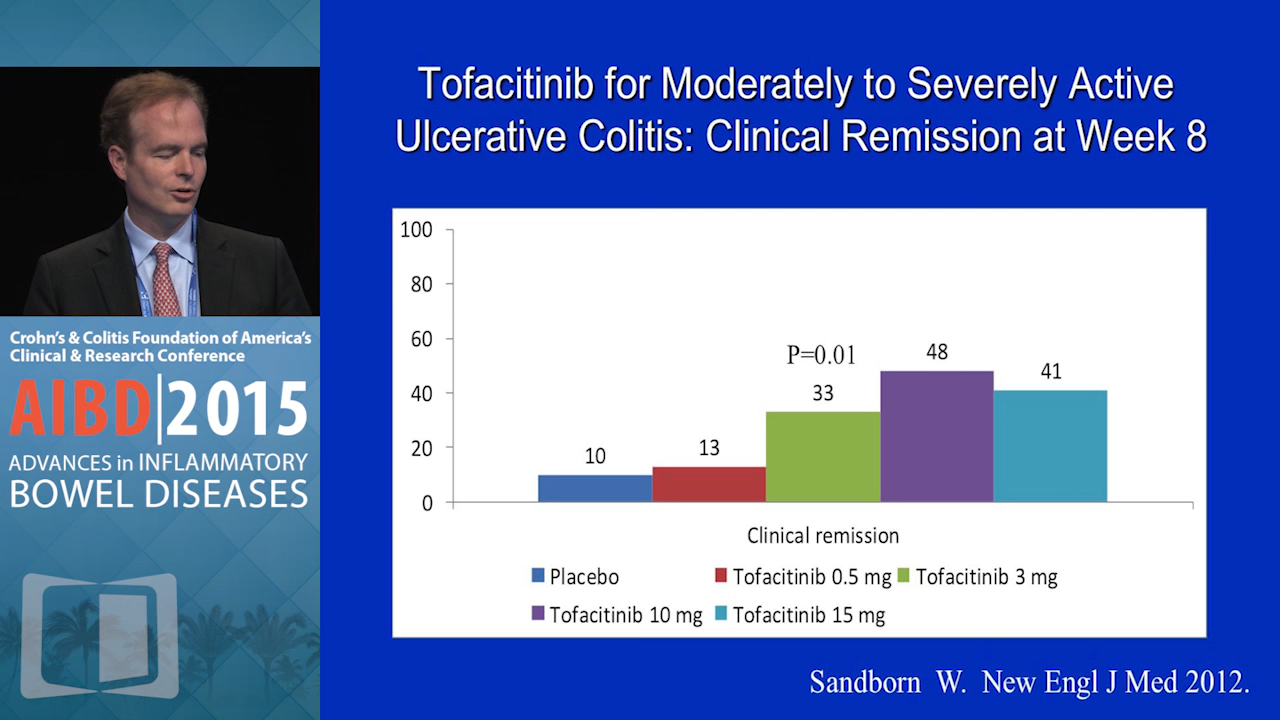 Tofacitinib for Moderately to Severely Active
Ulcerative Colitis: Clinical Remission at Week 8
100
80
60
40
20
0
10
13
P=0.01
33
48
41
Clinical remission
Placebo
Tofacitinib 0.5 mg
Tofacitinib 3 mg
Tofacitinib 10 mg
Tofacitinib 15 mg
Sandborn W. New Engl J Med 2012.
Crohn's & Colitis Foundation of America's
Clinical & Research Conference
AIBD|2015
ADVANCES in INFLAMMATORY
BOWEL DISEASES